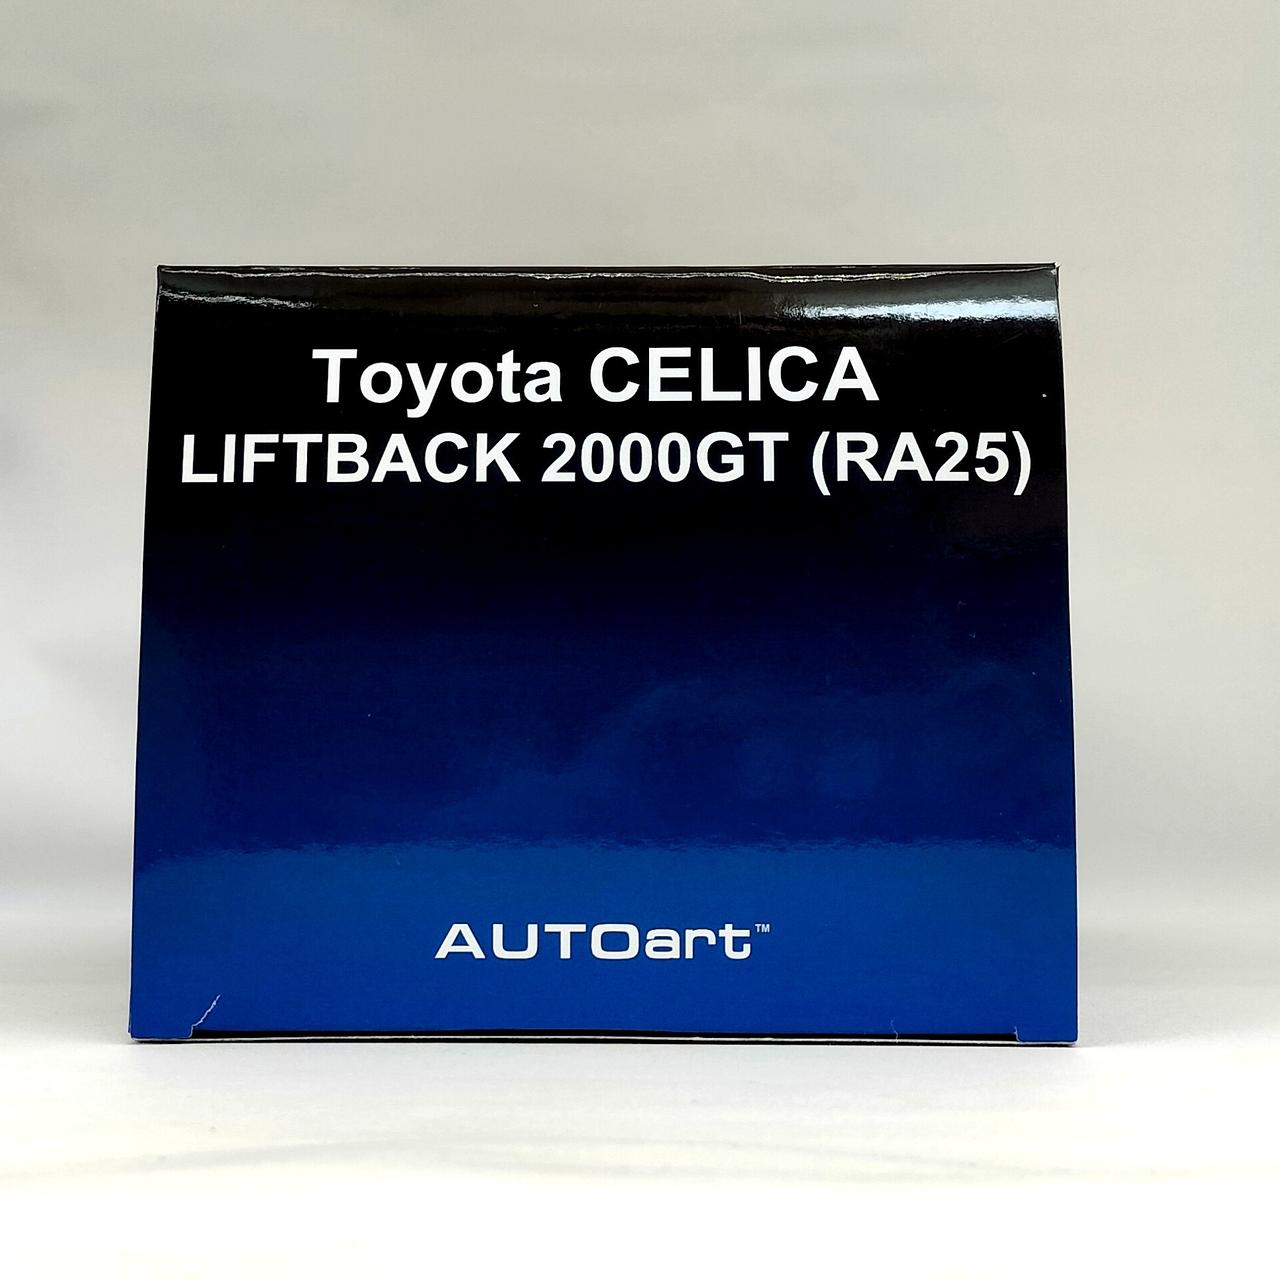 Toyota CELICA
LIFTBACK 2000GT (RA25)
AUTOart™